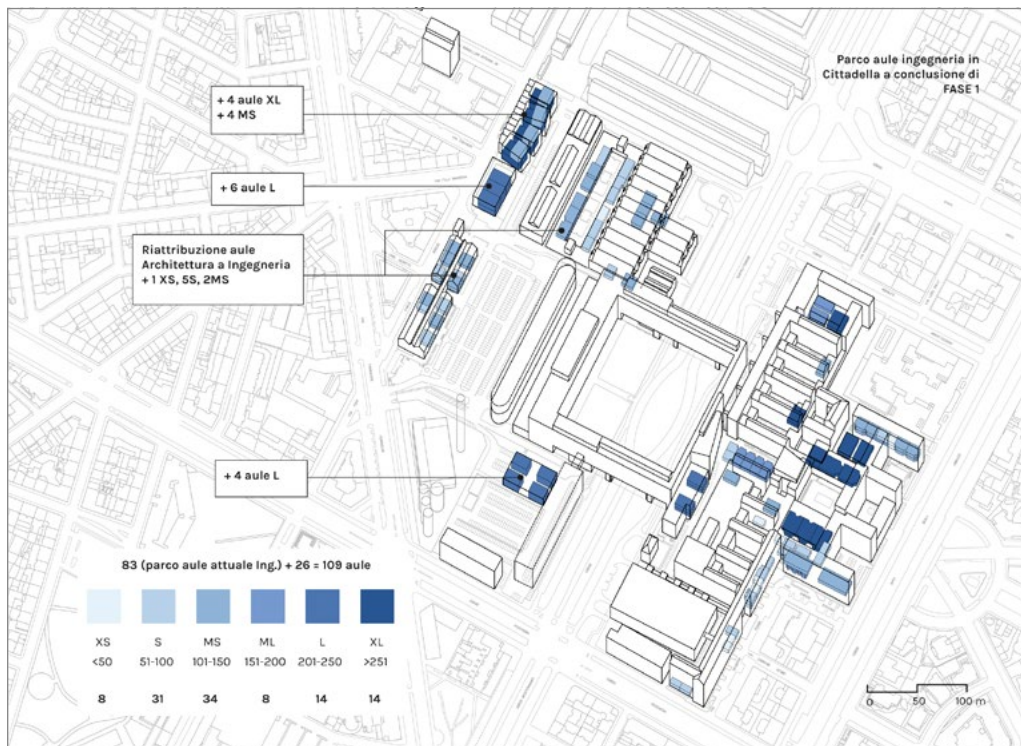 Parco aule ingegneria in
Cittadella a conclusione di
FASE 1
+ 4 aule XL
+ 4 MS
+ 6 aule L
Riattribuzione aule
Architettura a Ingegneria
+ 1 XS, 5S, 2MS
+ 4 aule L
83 (parco aule attuale Ing.) + 26 = 109 aule
XS S MS ML L XL
<50 51-100 101-150 151-200 201-250 >251
8 31 34 8 14 14
0 50 100 m